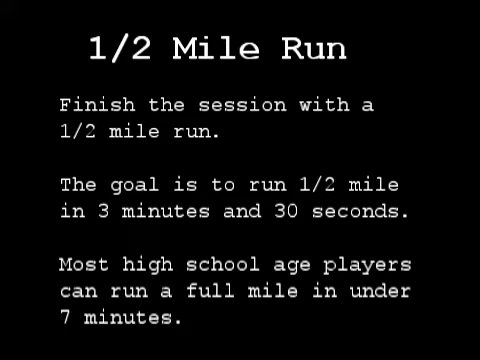 1/2 Mile Run
Finish the session with a
1/2 mile run.
The goal is to run 1/2 mile
in 3 minutes and 30 seconds.
Most high school age players
can run a full mile in under
7 minutes.